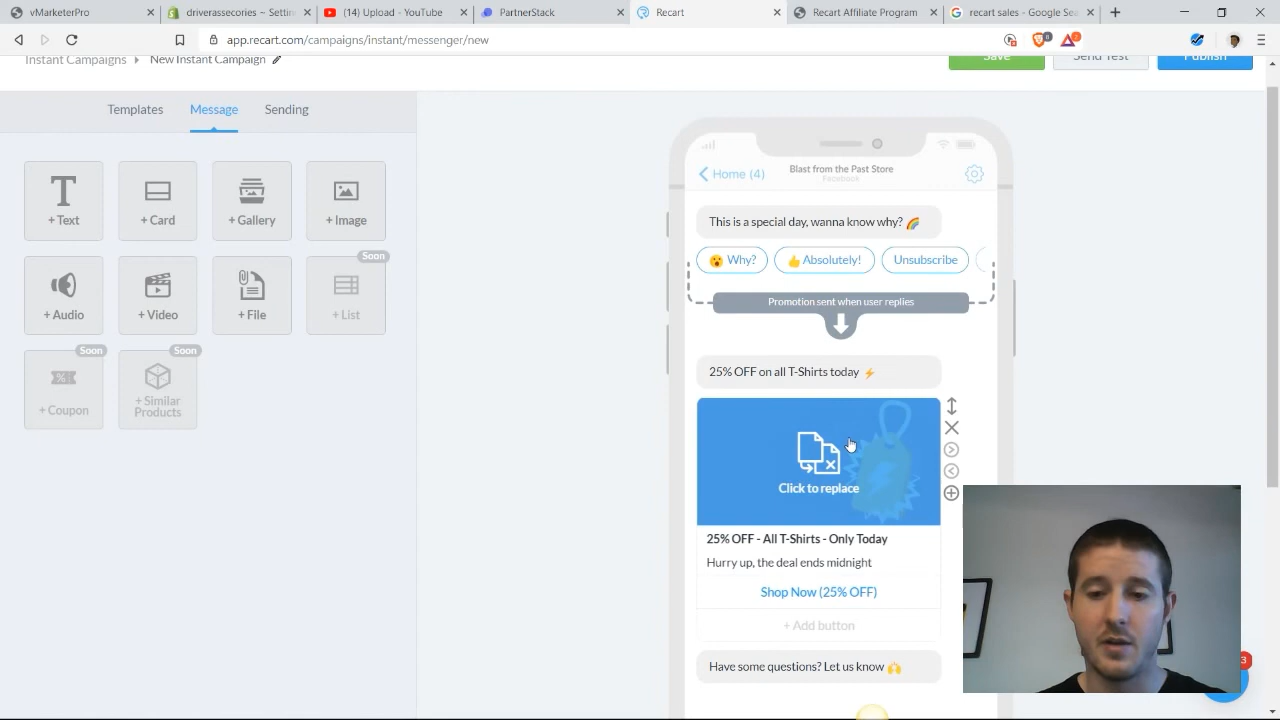 vMarketerPro
driverassecories ~ Settin
(14) Upload - YouTube
PartnerStack
Recart
Recart Affiliate Program
recart sales - Google Sea
app.recart.com/campaigns/instant/messenger/new
Instant Campaigns > New Instant Campaign
Save
Send Test
Publish
Templates
Message
Sending
+ Text
+ Card
+ Gallery
+ Image
+ Audio
+ Video
+ File
Soon
+ List
Soon
+ Coupon
Soon
+ Similar
Products
Home (4)
Blast from the Past Store
Facebook
This is a special day, wanna know why? 🌈
😮 Why?
👍 Absolutely!
Unsubscribe
Promotion sent when user replies
25% OFF on all T-Shirts today ⚡
Click to replace
25% OFF - All T-Shirts - Only Today
Hurry up, the deal ends midnight
Shop Now (25% OFF)
+ Add button
Have some questions? Let us know 🙌
3